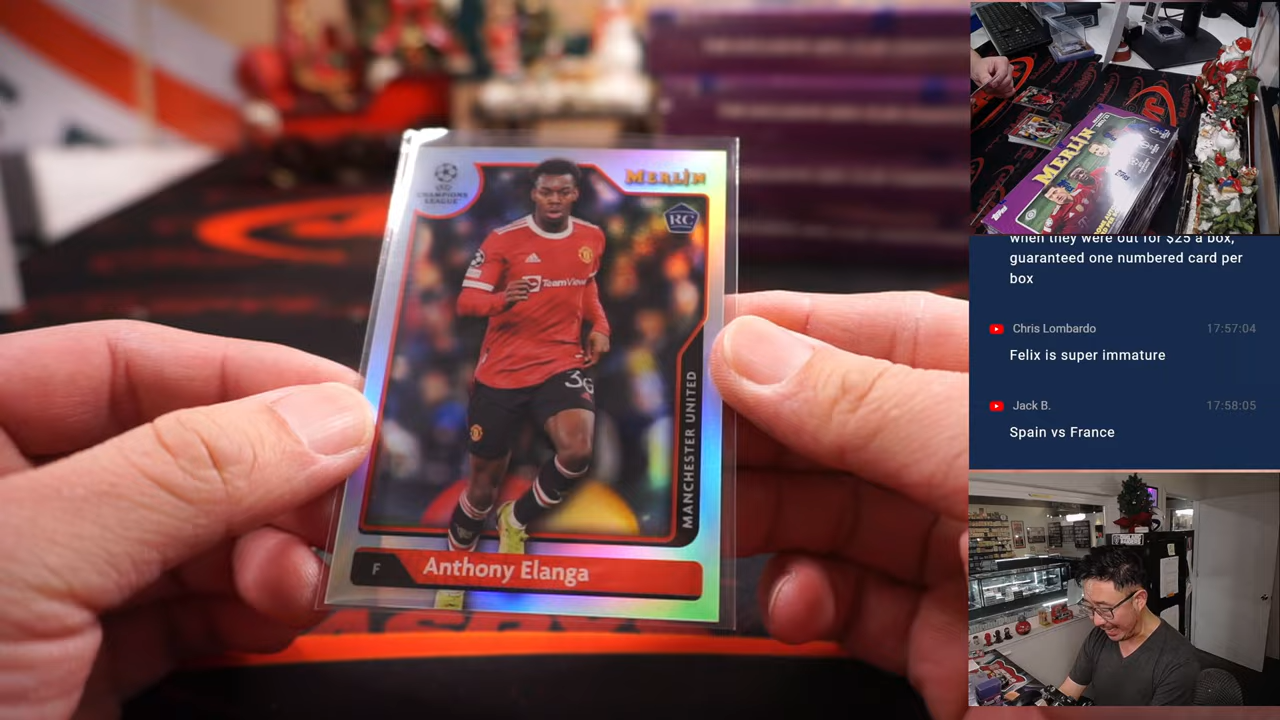 CHAMPIONS
LEAGUE
MERLIN
RC
TeamView
36
MANCHESTER UNITED
F
Anthony Elanga
MERLIN
topps
when they were out for $25 a box,
guaranteed one numbered card per
box
Chris Lombardo 17:57:04
Felix is super immature
Jack B. 17:58:05
Spain vs France